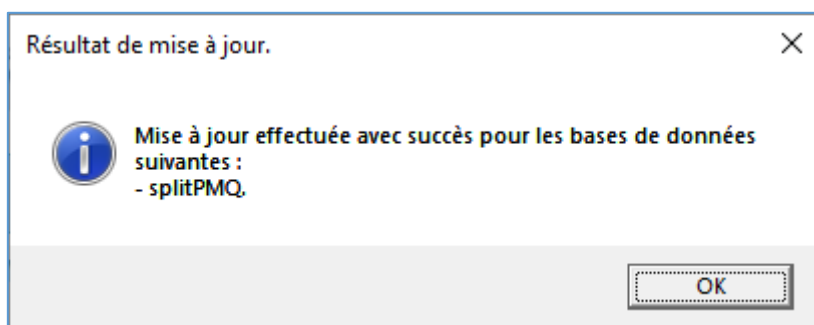 Résultat de mise à jour.
Mise à jour effectuée avec succès pour les bases de données
suivantes :
- splitPMQ,
OK